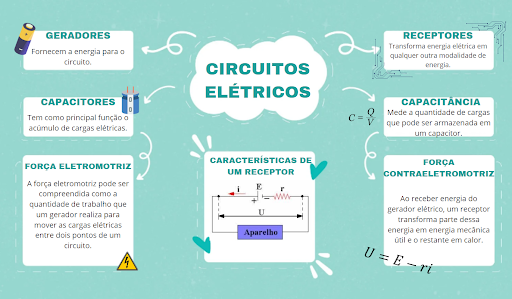 CIRCUITOS
ELÉTRICOS
GERADORES
Fornecem a energia para o
circuito.
CAPACITORES
Tem como principal função o
acúmulo de cargas elétricas.
FORÇA ELETROMOTRIZ
A força eletromotriz pode ser
compreendida como a
quantidade de trabalho que
um gerador realiza para
mover as cargas elétricas
entre dois pontos de um
circuito.
CARACTERÍSTICAS DE
UM RECEPTOR
i E r
+ −
U
Aparelho
RECEPTORES
Transforma energia elétrica em
qualquer outra modalidade de
energia.
CAPACITÂNCIA
C = Q/V
Mede a quantidade de cargas
que pode ser armazenada em
um capacitor.
FORÇA
CONTRAELETROMOTRIZ
Ao receber energia do
gerador elétrico, um receptor
transforma parte dessa
energia em energia mecânica
útil e o restante em calor.
U = E − ri